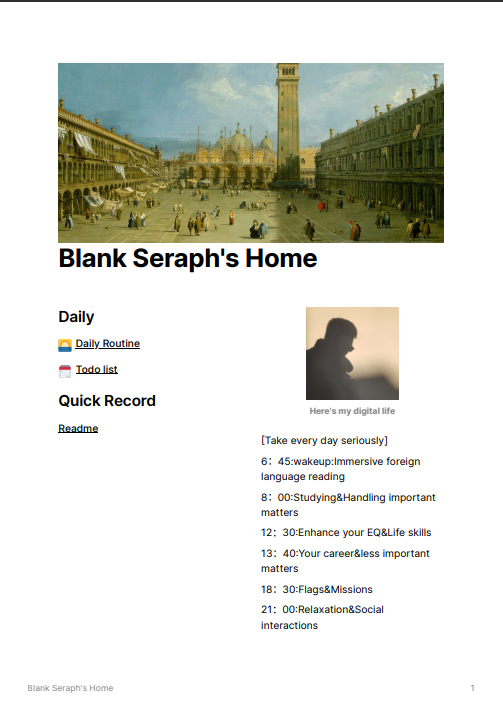 Blank Seraph's Home
Daily
Daily Routine
Todo list
Quick Record
Readme
Here's my digital life
[Take every day seriously]
6：45:wakeup:Immersive foreign
language reading
8：00:Studying&Handling important
matters
12：30:Enhance your EQ&Life skills
13：40:Your career&less important
matters
18：30:Flags&Missions
21：00:Relaxation&Social
interactions
Blank Seraph's Home
1